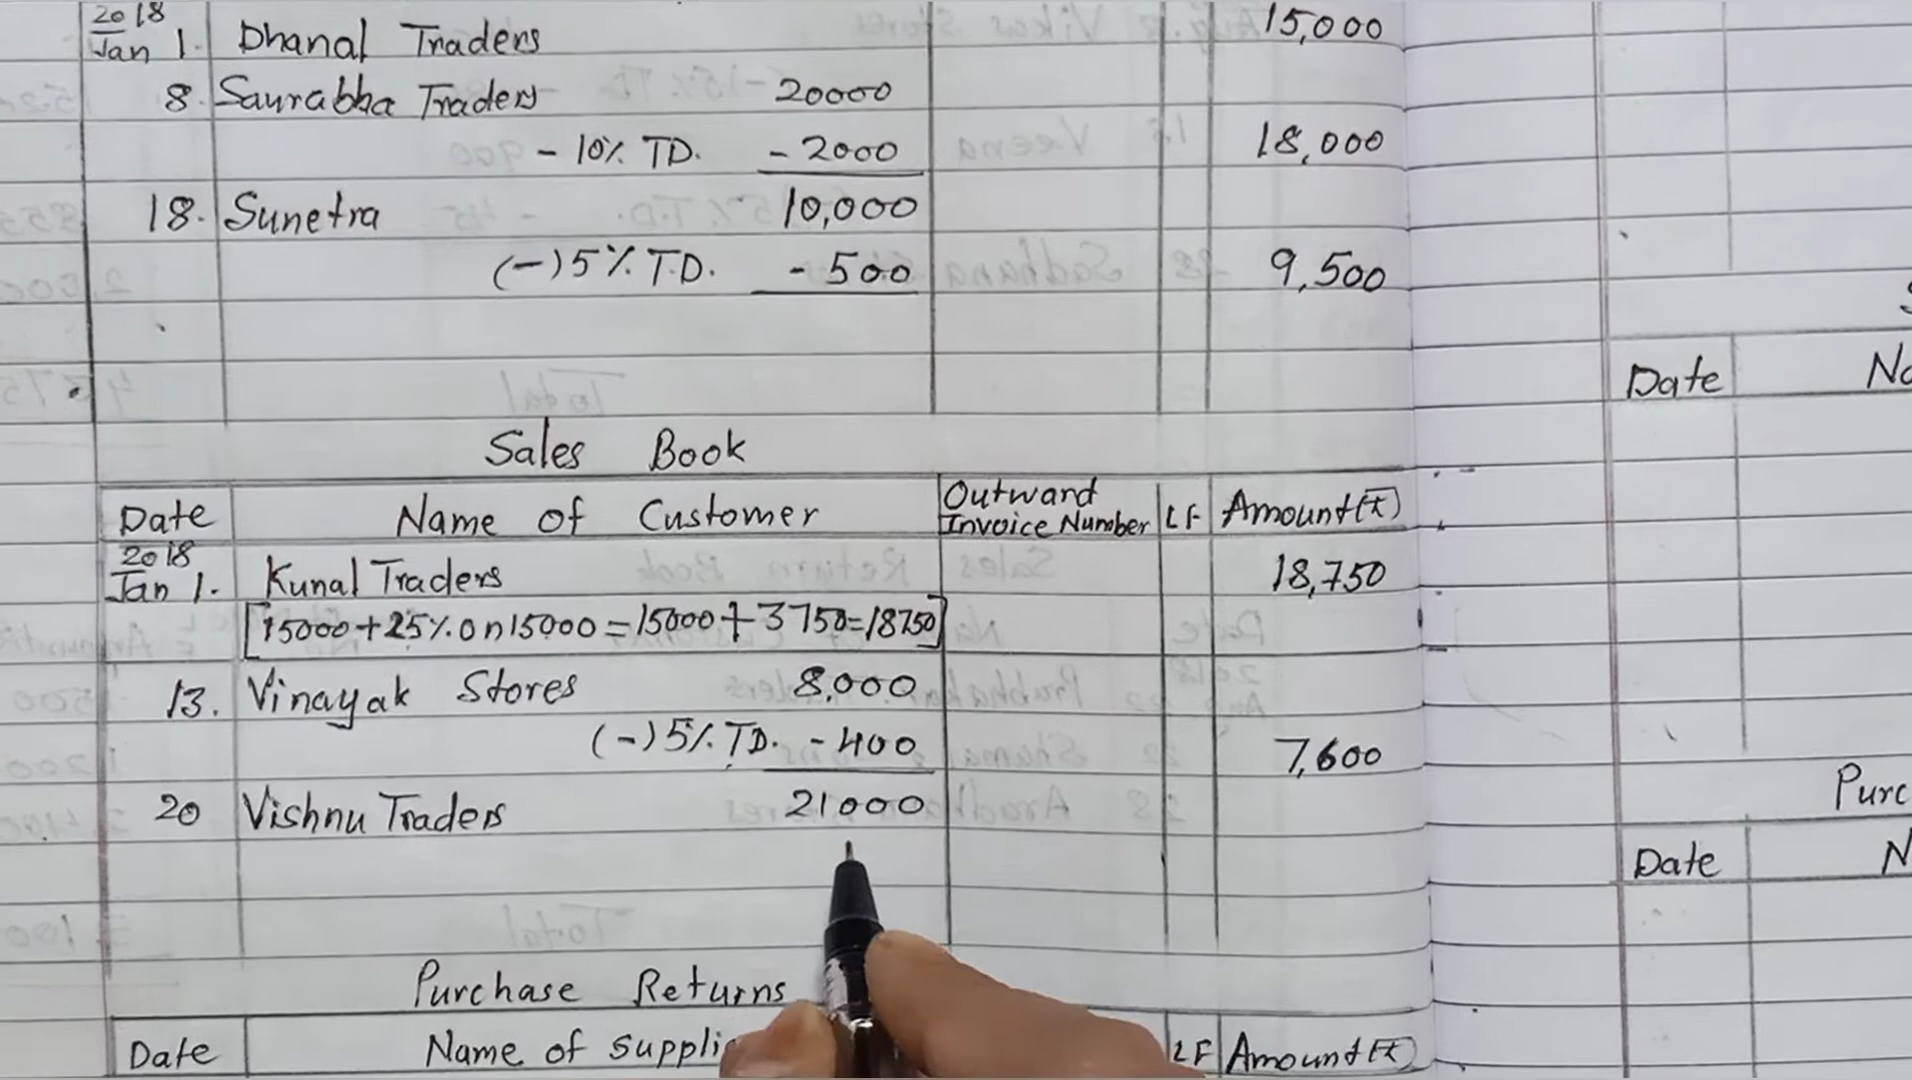 2018
Jan 1. Dhanal Traders 15,000
8. Saurabha Traders 20000
- 10% TD. - 2000 18,000
18. Sunetra 10,000
(-) 5% T.D. - 500 9,500
Sales Book
Date Name of Customer Outward Invoice Number LF Amount(₹)
2018
Jan 1. Kunal Traders 18,750
[15000+25% on 15000=15000+3750=18750]
13. Vinayak Stores 8,000
(-) 5% TD. - 400 7,600
20 Vishnu Traders 21000
Purchase Returns
Date Name of LF Amount(₹)
Date
Date